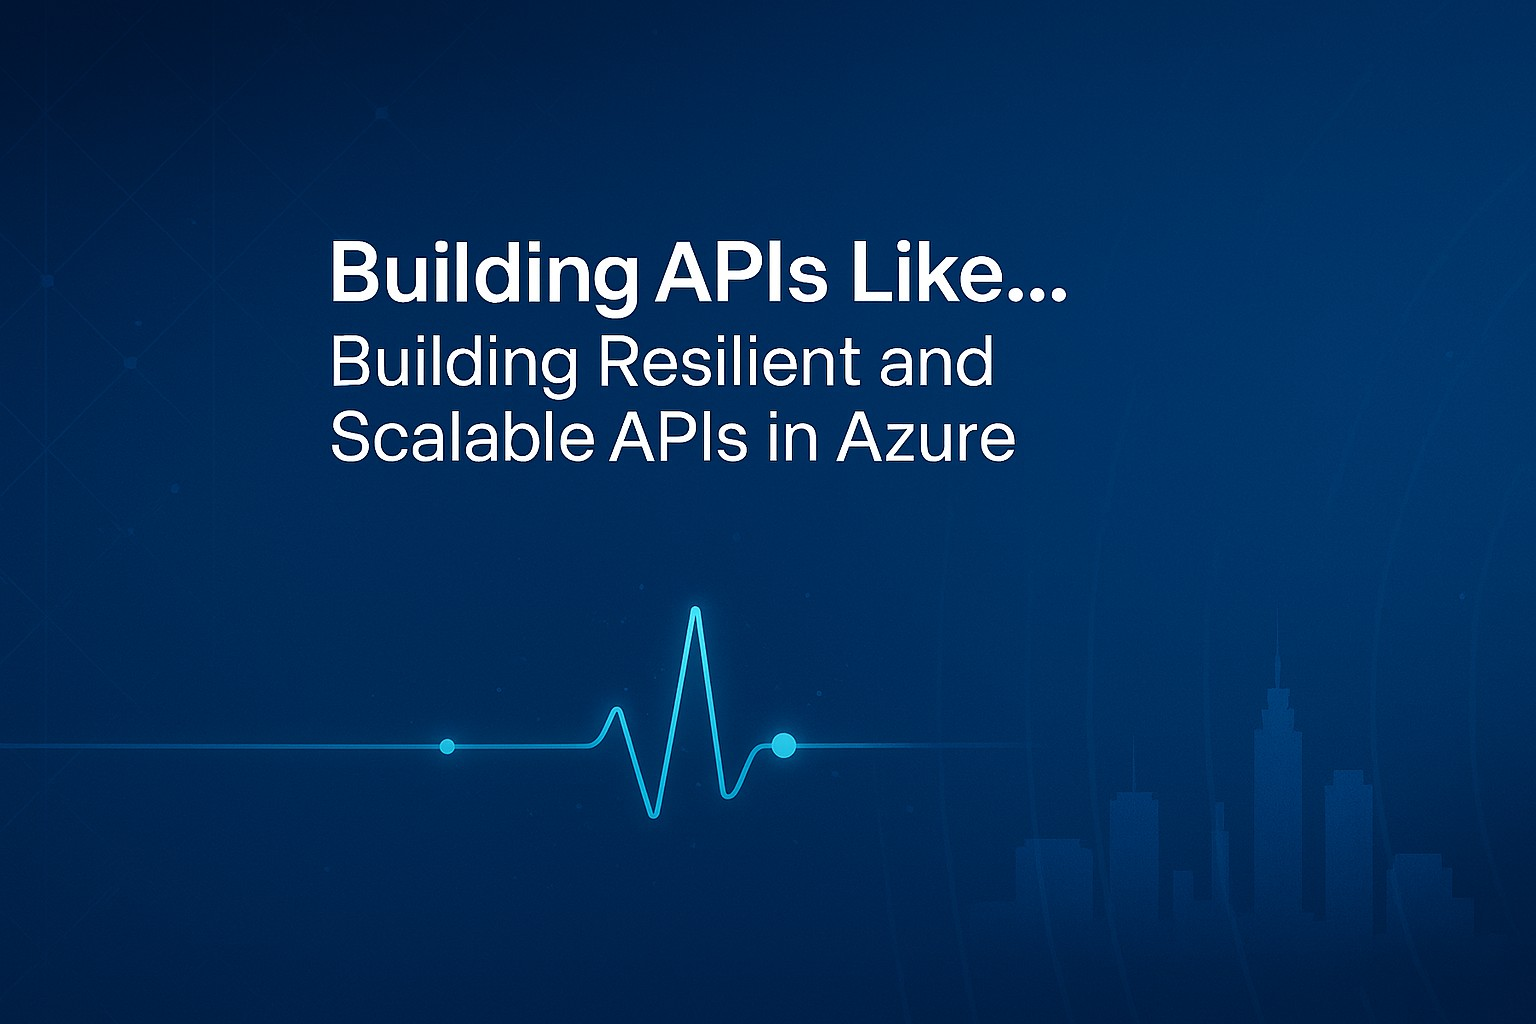 Building APIs Like...
Building Resilient and
Scalable APIs in Azure